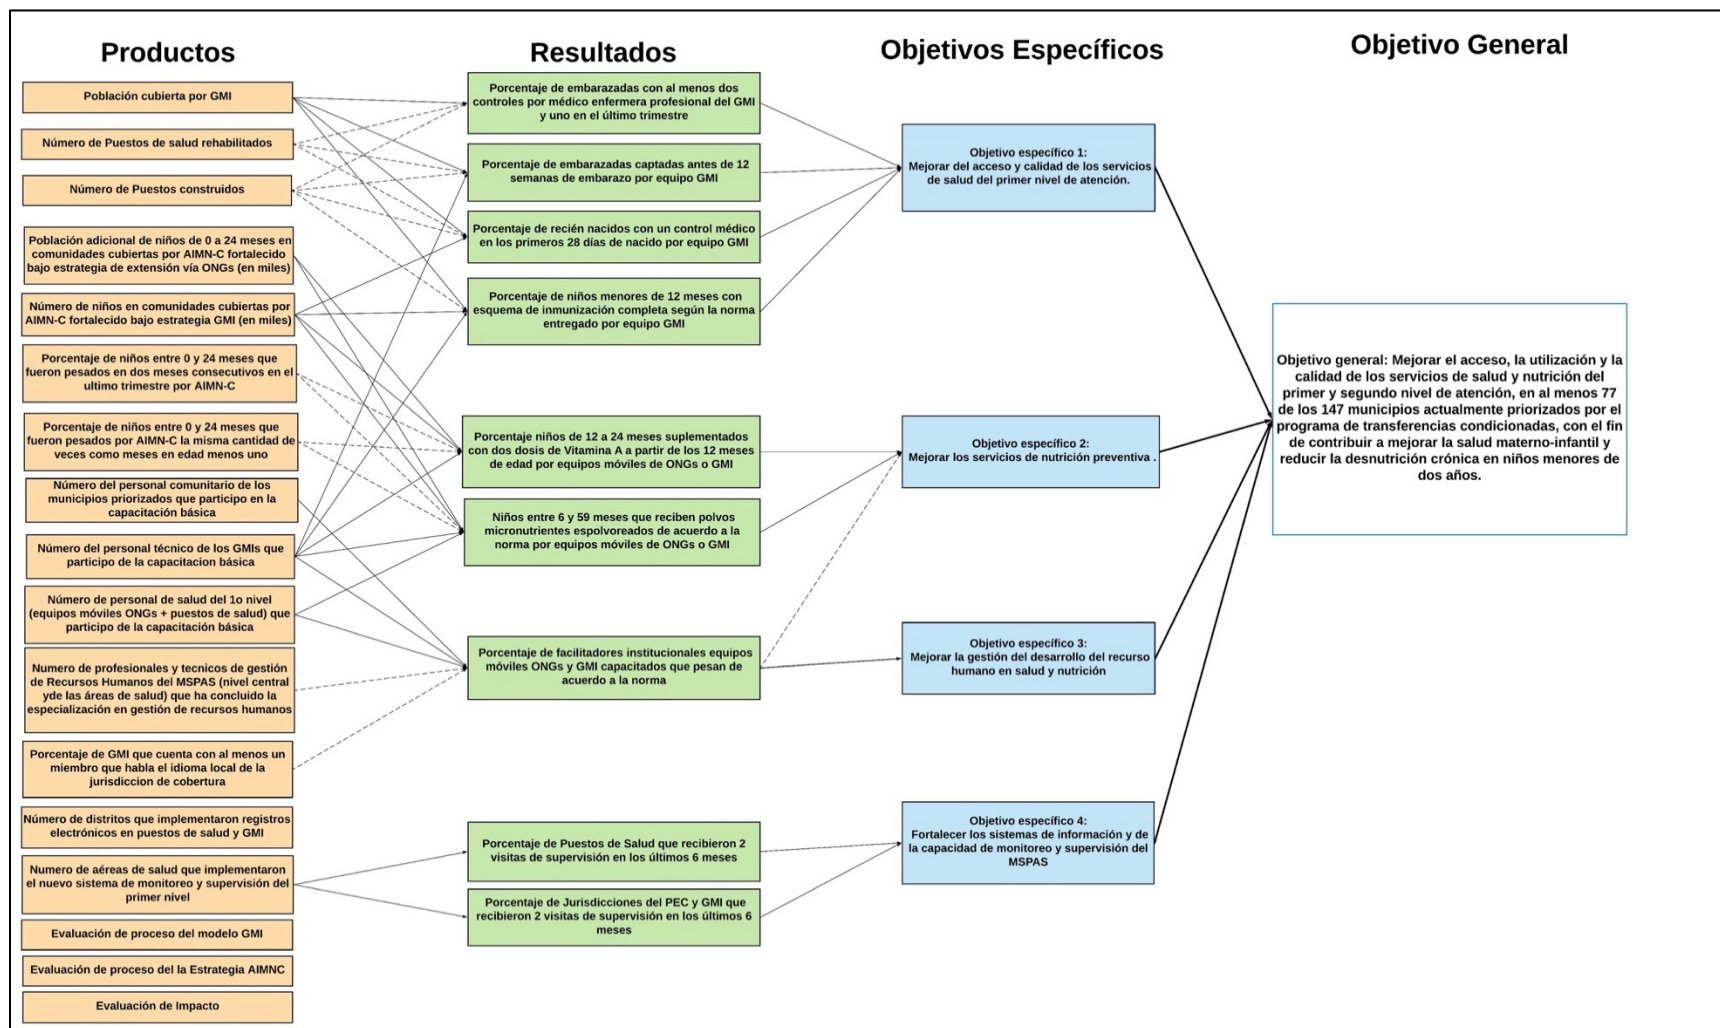 Productos
Resultados
Objetivos Específicos
Objetivo General
Población cubierta por GMI
Número de Puestos de salud rehabilitados
Número de Puestos construidos
Población adicional de niños de 0 a 24 meses en
comunidades cubiertas por AIMN-C fortalecido
bajo estrategia de extensión vía ONGs (en miles)
Número de niños en comunidades cubiertas por
AIMN-C fortalecido bajo estrategia GMI (en miles)
Porcentaje de niños entre 0 y 24 meses que
fueron pesados en dos meses consecutivos en el
ultimo trimestre por AIMN-C
Porcentaje de niños entre 0 y 24 meses que
fueron pesados por AIMN-C la misma cantidad de
veces como meses en edad menos uno
Número del personal comunitario de los
municipios priorizados que participo en la
capacitación básica
Número del personal técnico de los GMIs que
participo de la capacitacion básica
Número de personal de salud del 1o nivel
(equipos móviles ONGs + puestos de salud) que
participo de la capacitación básica
Numero de profesionales y tecnicos de gestión
de Recursos Humanos del MSPAS (nivel central
yde las áreas de salud) que ha concluido la
especialización en gestión de recursos humanos
Porcentaje de GMI que cuenta con al menos un
miembro que habla el idioma local de la
jurisdiccion de cobertura
Número de distritos que implementaron registros
electrónicos en puestos de salud y GMI
Numero de aéreas de salud que implementaron
el nuevo sistema de monitoreo y supervisión del
primer nivel
Evaluación de proceso del modelo GMI
Evaluación de proceso del la Estrategia AIMNC
Evaluación de Impacto
Porcentaje de embarazadas con al menos dos
controles por médico enfermera profesional del GMI
y uno en el último trimestre
Porcentaje de embarazadas captadas antes de 12
semanas de embarazo por equipo GMI
Porcentaje de recién nacidos con un control médico
en los primeros 28 días de nacido por equipo GMI
Porcentaje de niños menores de 12 meses con
esquema de inmunización completa según la norma
entregado por equipo GMI
Porcentaje niños de 12 a 24 meses suplementados
con dos dosis de Vitamina A a partir de los 12 meses
de edad por equipos móviles de ONGs o GMI
Niños entre 6 y 59 meses que reciben polvos
micronutrientes espolvoreados de acuerdo a la
norma por equipos móviles de ONGs o GMI
Porcentaje de facilitadores institucionales equipos
móviles ONGs y GMI capacitados que pesan de
acuerdo a la norma
Porcentaje de Puestos de Salud que recibieron 2
visitas de supervisión en los últimos 6 meses
Porcentaje de Jurisdicciones del PEC y GMI que
recibieron 2 visitas de supervisión en los últimos 6
meses
Objetivo específico 1:
Mejorar del acceso y calidad de los servicios
de salud del primer nivel de atención.
Objetivo específico 2:
Mejorar los servicios de nutrición preventiva .
Objetivo específico 3:
Mejorar la gestión del desarrollo del recurso
humano en salud y nutrición
Objetivo específico 4:
Fortalecer los sistemas de información y de
la capacidad de monitoreo y supervisión del
MSPAS
Objetivo general: Mejorar el acceso, la utilización y la
calidad de los servicios de salud y nutrición del
primer y segundo nivel de atención, en al menos 77
de los 147 municipios actualmente priorizados por el
programa de transferencias condicionadas, con el fin
de contribuir a mejorar la salud materno-infantil y
reducir la desnutrición crónica en niños menores de
dos años.